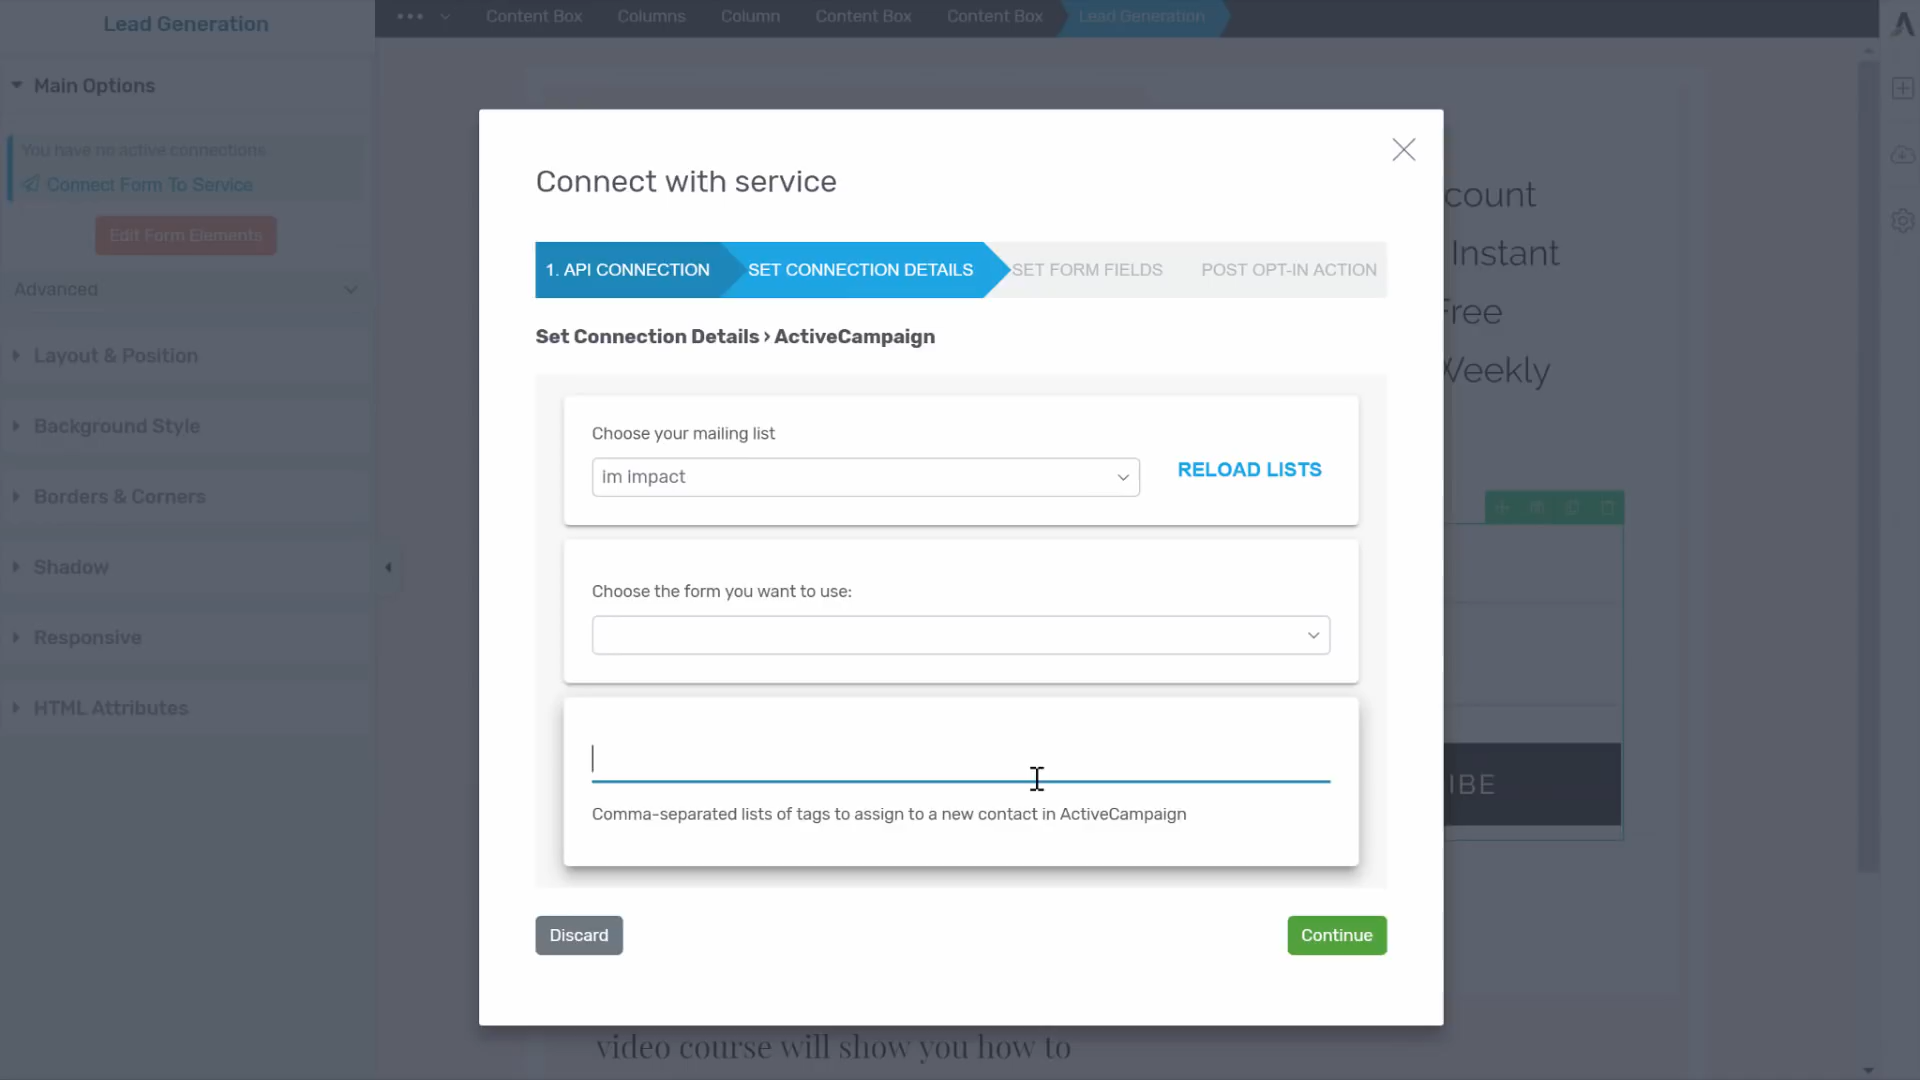 Lead Generation
Content Box
Columns
Column
Content Box
Content Box
Lead Generation
Main Options
You have no active connections
Connect Form To Service
Edit Form Elements
Advanced
Layout & Position
Background Style
Borders & Corners
Shadow
Responsive
HTML Attributes
Connect with service
1. API CONNECTION
SET CONNECTION DETAILS
SET FORM FIELDS
POST OPT-IN ACTION
Set Connection Details › ActiveCampaign
Choose your mailing list
im impact
RELOAD LISTS
Choose the form you want to use:
Comma-separated lists of tags to assign to a new contact in ActiveCampaign
Discard
Continue
count
Instant
Free
Weekly
IBE
video course will show you how to